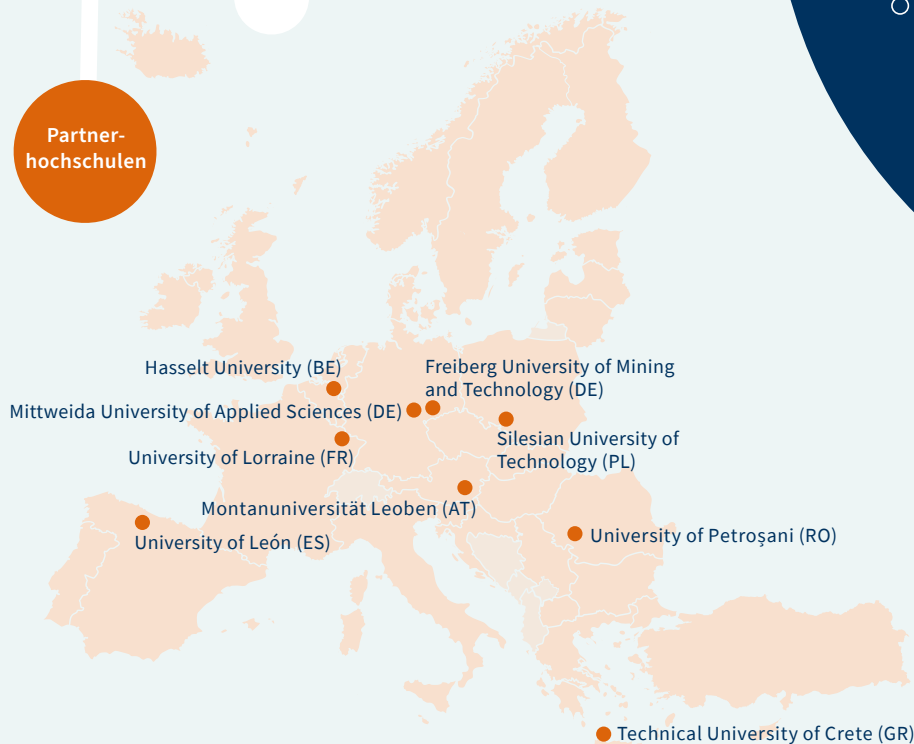 Partner-
hochschulen
Hasselt University (BE)
Freiberg University of Mining
and Technology (DE)
Mittweida University of Applied Sciences (DE)
Silesian University of
Technology (PL)
University of Lorraine (FR)
Montanuniversität Leoben (AT)
University of León (ES)
University of Petroșani (RO)
Technical University of Crete (GR)